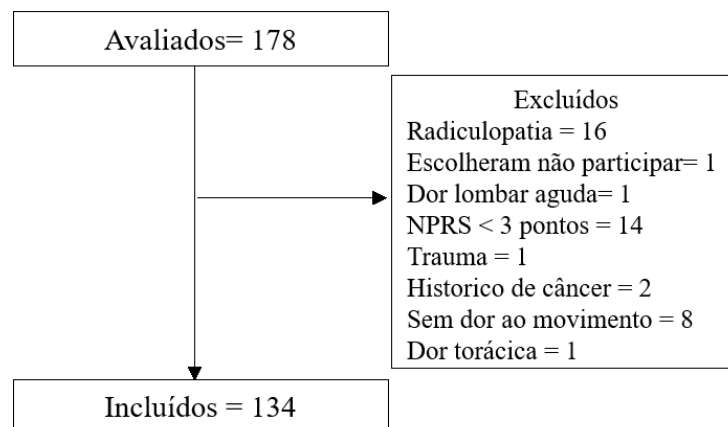 Avaliados= 178
Excluídos
Radiculopatia = 16
Escolheram não participar= 1
Dor lombar aguda= 1
NPRS < 3 pontos = 14
Trauma = 1
Historico de câncer = 2
Sem dor ao movimento = 8
Dor torácica = 1
Incluídos = 134